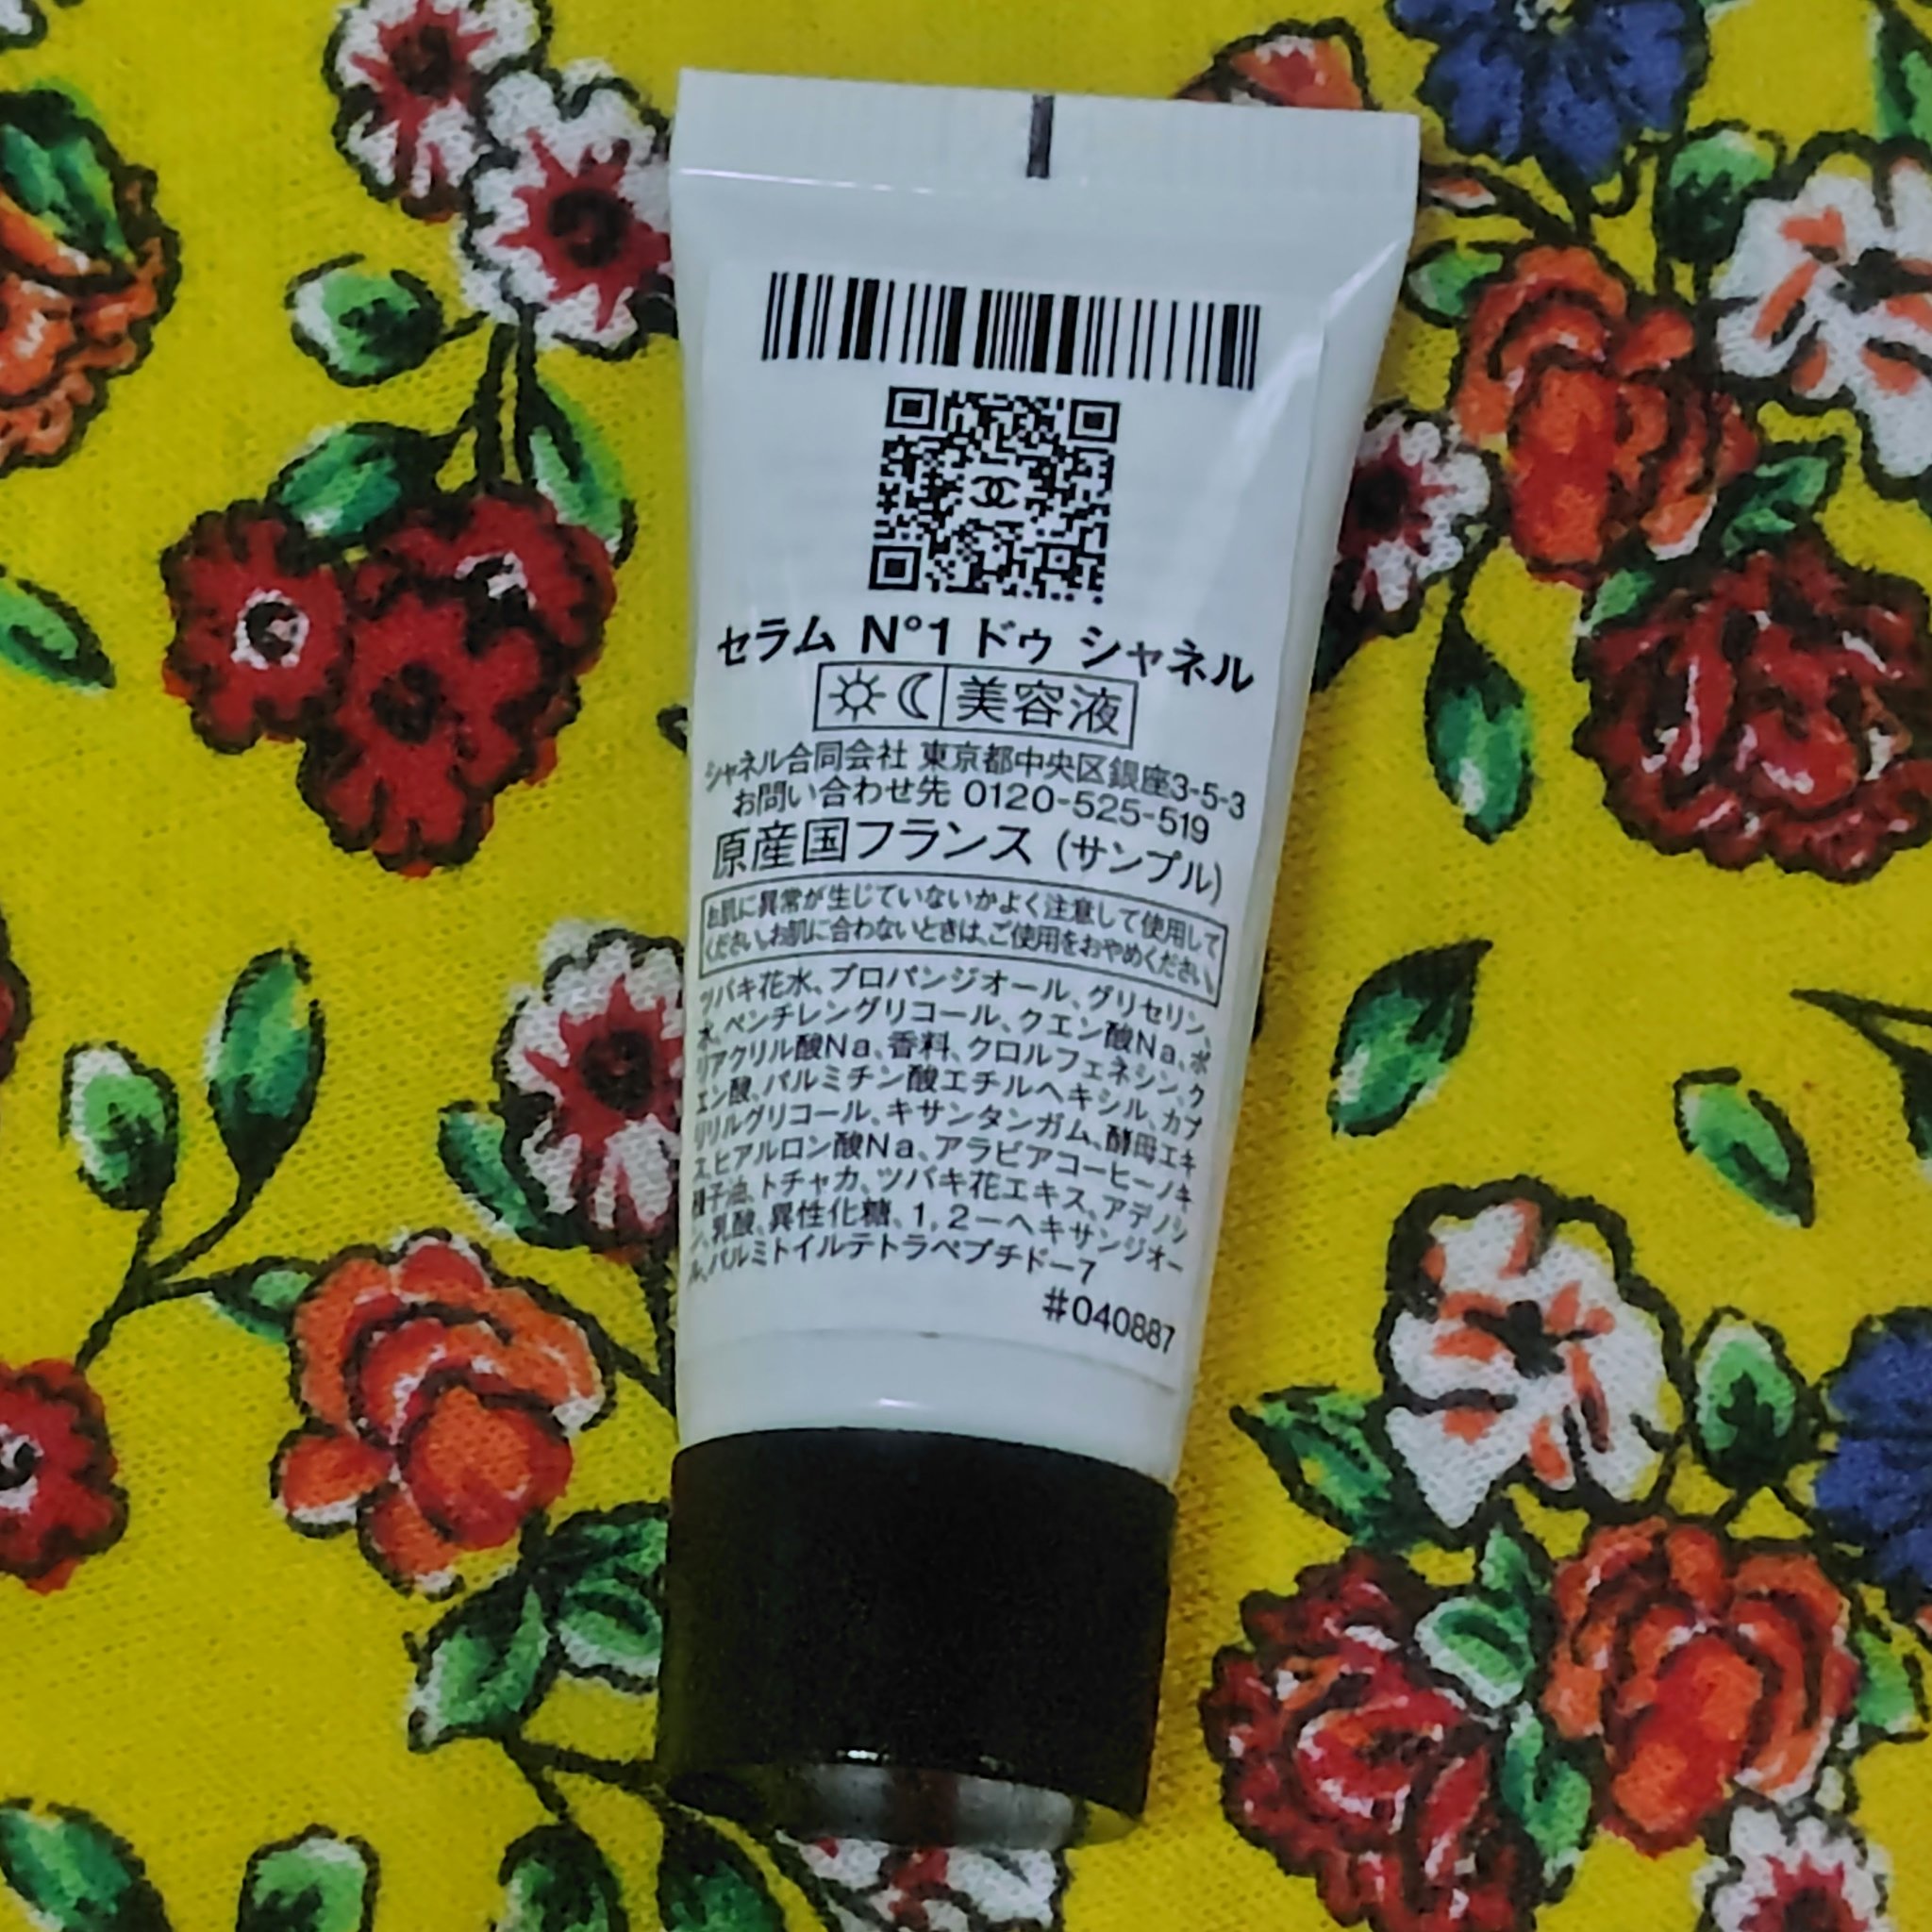 セラム N°1 ドゥ シャネル
美容液
シャネル合同会社 東京都中央区銀座3-5-3
お問い合わせ先 0120-525-519
原産国フランス (サンプル)
お肌に異常が生じていないかよく注意して使用して
ください。お肌に合わないときは、ご使用をおやめください。
ツバキ花水、プロパンジオール、グリセリン、
水、ペンチレングリコール、クエン酸Na、ポ
リアクリル酸Na、香料、クロルフェネシン、ク
エン酸、パルミチン酸エチルヘキシル、カプ
リリルグリコール、キサンタンガム、酵母エキ
ス、ヒアルロン酸Na、アラビアコーヒーノキ
種子油、トチャカ、ツバキ花エキス、アデノシ
ン、乳酸、異性化糖、1,2-ヘキサンジオー
ル、パルミトイルテトラペプチド-7
#040887